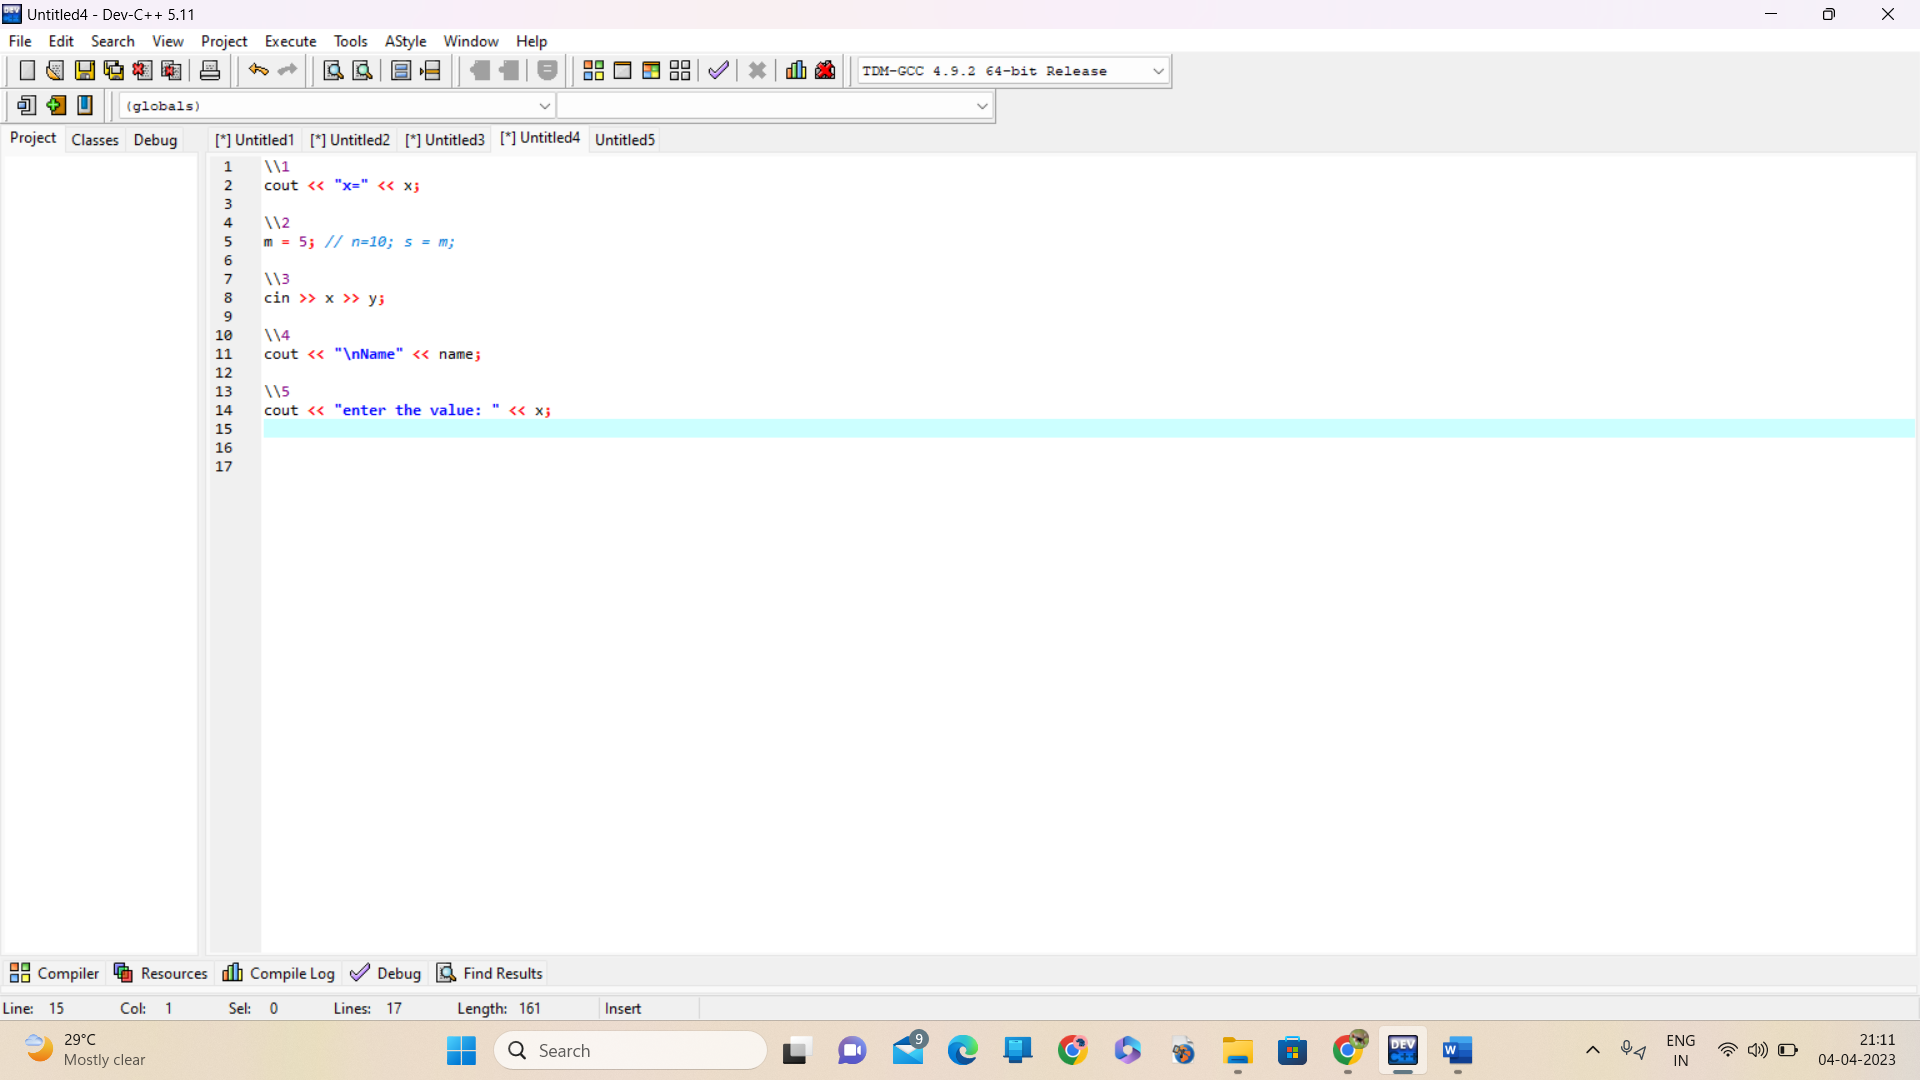 Untitled4 - Dev-C++ 5.11
File Edit Search View Project Execute Tools AStyle Window Help
TDM-GCC 4.9.2 64-bit Release
(globals)
Project Classes Debug [*] Untitled1 [*] Untitled2 [*] Untitled3 [*] Untitled4 Untitled5
1 \\1
2 cout << "x=" << x;
3
4 \\2
5 m = 5; // n=10; s = m;
6
7 \\3
8 cin >> x >> y;
9
10 \\4
11 cout << "\nName" << name;
12
13 \\5
14 cout << "enter the value: " << x;
15
16
17
Compiler Resources Compile Log Debug Find Results
Line: 15 Col: 1 Sel: 0 Lines: 17 Length: 161 Insert
29°C
Mostly clear
Search
9
DEV
C++
W
ENG
IN
21:11
04-04-2023